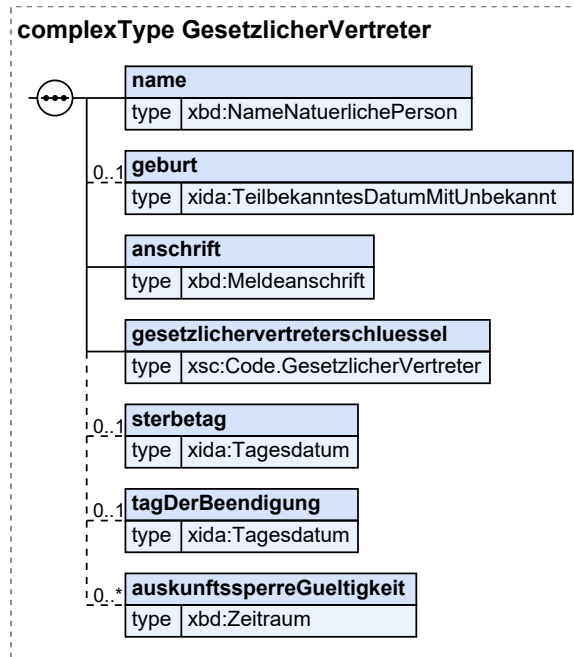 complexType GesetzlicherVertreter
name
type xbd:NameNatuerlichePerson
0..1 geburt
type xida:TeilbekanntesDatumMitUnbekannt
anschrift
type xbd:Meldeanschrift
gesetzlichervertreterschluessel
type xsc:Code.GesetzlicherVertreter
0..1 sterbetag
type xida:Tagesdatum
0..1 tagDerBeendigung
type xida:Tagesdatum
0..* auskunftssperreGueltigkeit
type xbd:Zeitraum